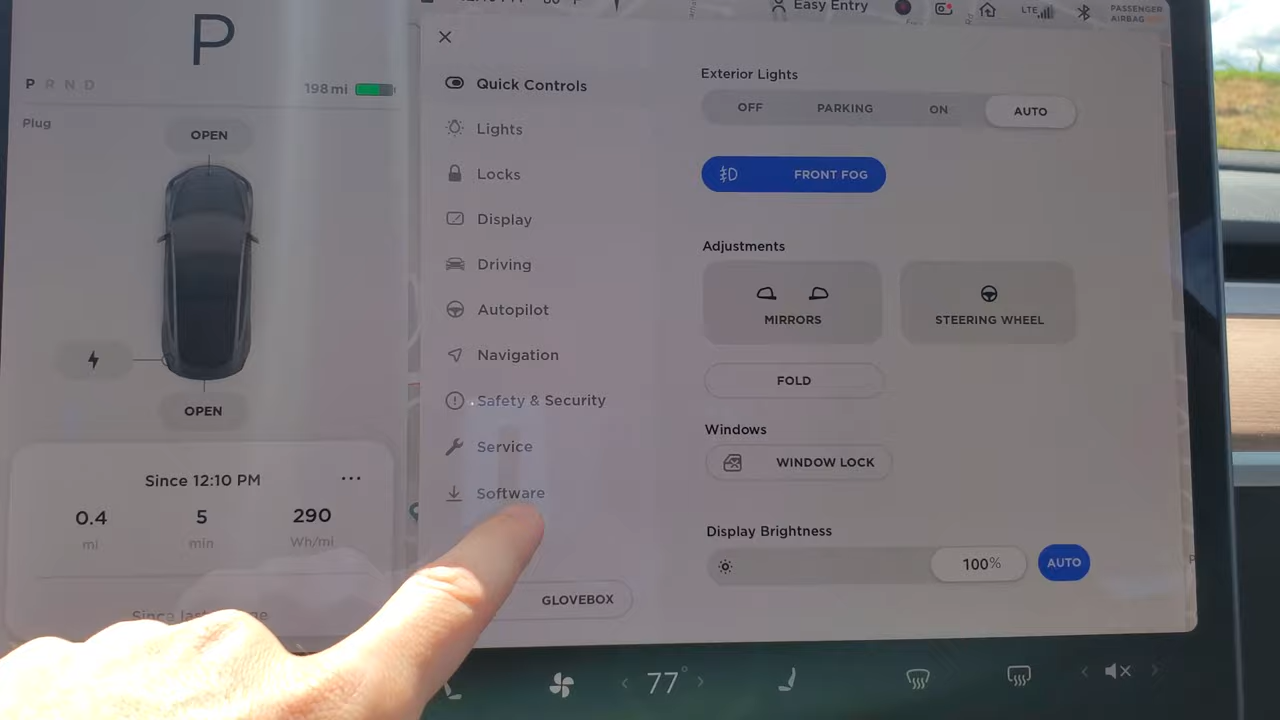 Easy Entry
LTE
PASSENGER
AIRBAG
P
P R N D
198 mi
Plug
OPEN
OPEN
Since 12:10 PM
...
0.4
5
290
mi
min
Wh/mi
Quick Controls
Lights
Locks
Display
Driving
Autopilot
Navigation
Safety & Security
Service
Software
GLOVEBOX
Exterior Lights
OFF PARKING ON AUTO
FRONT FOG
Adjustments
MIRRORS
STEERING WHEEL
FOLD
Windows
WINDOW LOCK
Display Brightness
100%
AUTO
77°